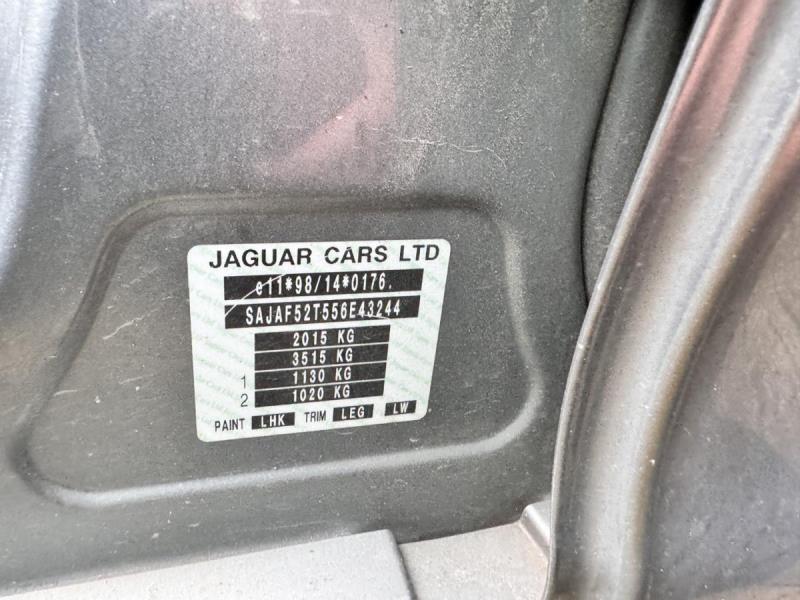 JAGUAR CARS LTD
e11*98/14*0176.
SAJAF52T556E43244
2015 KG
3515 KG
1 1130 KG
2 1020 KG
PAINT LHK TRIM LEG LW